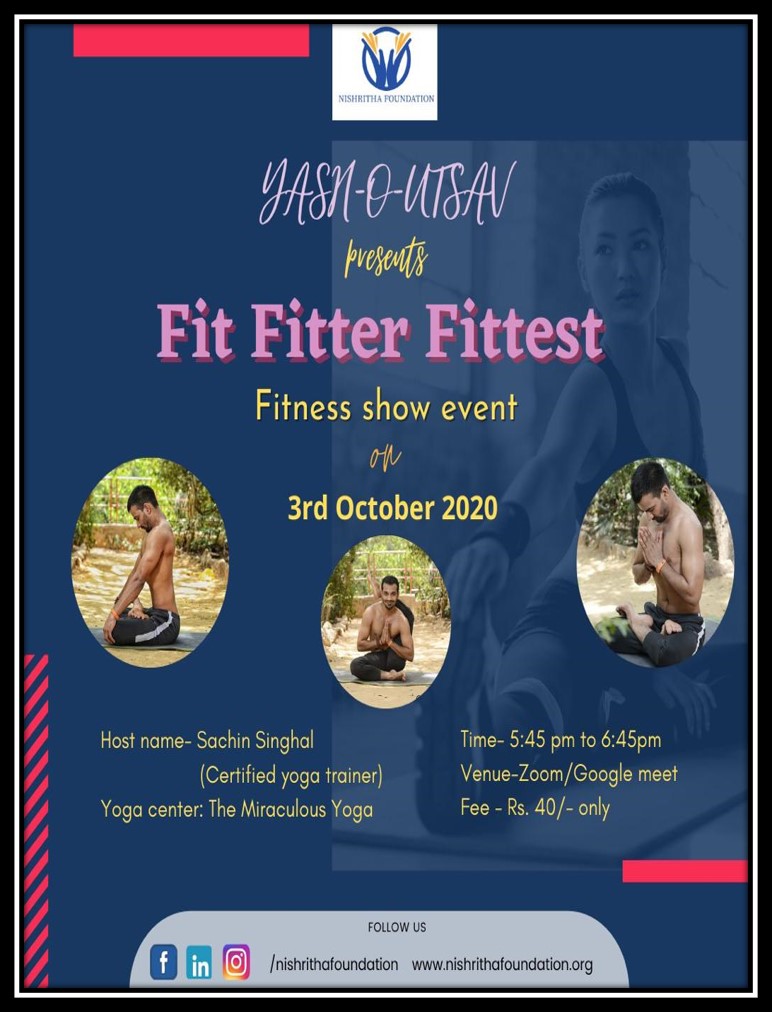 NISHRITHA FOUNDATION
YASH-O-UTSAV
presents
Fit Fitter Fittest
Fitness show event
on
3rd October 2020
Host name- Sachin Singhal
(Certified yoga trainer)
Yoga center: The Miraculous Yoga
Time- 5:45 pm to 6:45pm
Venue-Zoom/Google meet
Fee - Rs. 40/- only
FOLLOW US
/nishrithafoundation www.nishrithafoundation.org